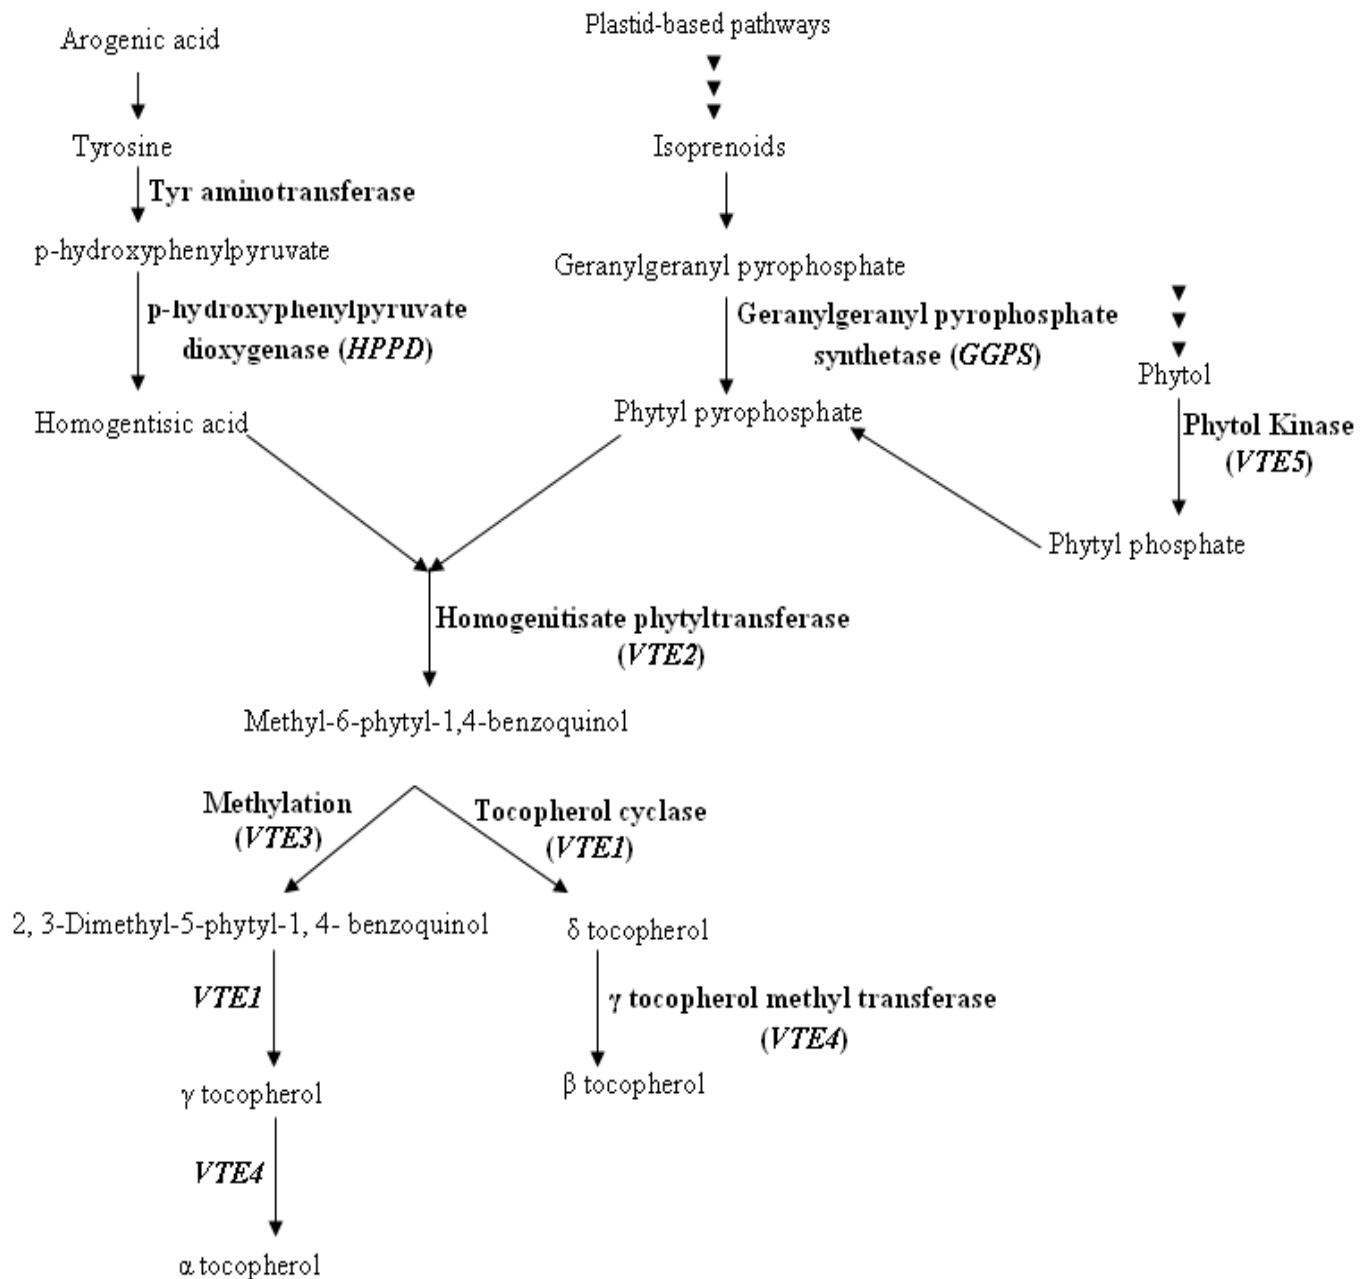 Arogenic acid
Plastid-based pathways
Tyrosine
Isoprenoids
Tyr aminotransferase
p-hydroxyphenylpyruvate
Geranylgeranyl pyrophosphate
p-hydroxyphenylpyruvate
dioxygenase (HPPD)
Geranylgeranyl pyrophosphate
synthetase (GGPS)
Phytol
Homogentisic acid
Phytyl pyrophosphate
Phytol Kinase
(VTE5)
Phytyl phosphate
Homogenitisate phytyltransferase
(VTE2)
Methyl-6-phytyl-1,4-benzoquinol
Methylation
(VTE3)
Tocopherol cyclase
(VTE1)
2, 3-Dimethyl-5-phytyl-1, 4- benzoquinol
δ tocopherol
VTE1
γ tocopherol methyl transferase
(VTE4)
γ tocopherol
β tocopherol
VTE4
α tocopherol